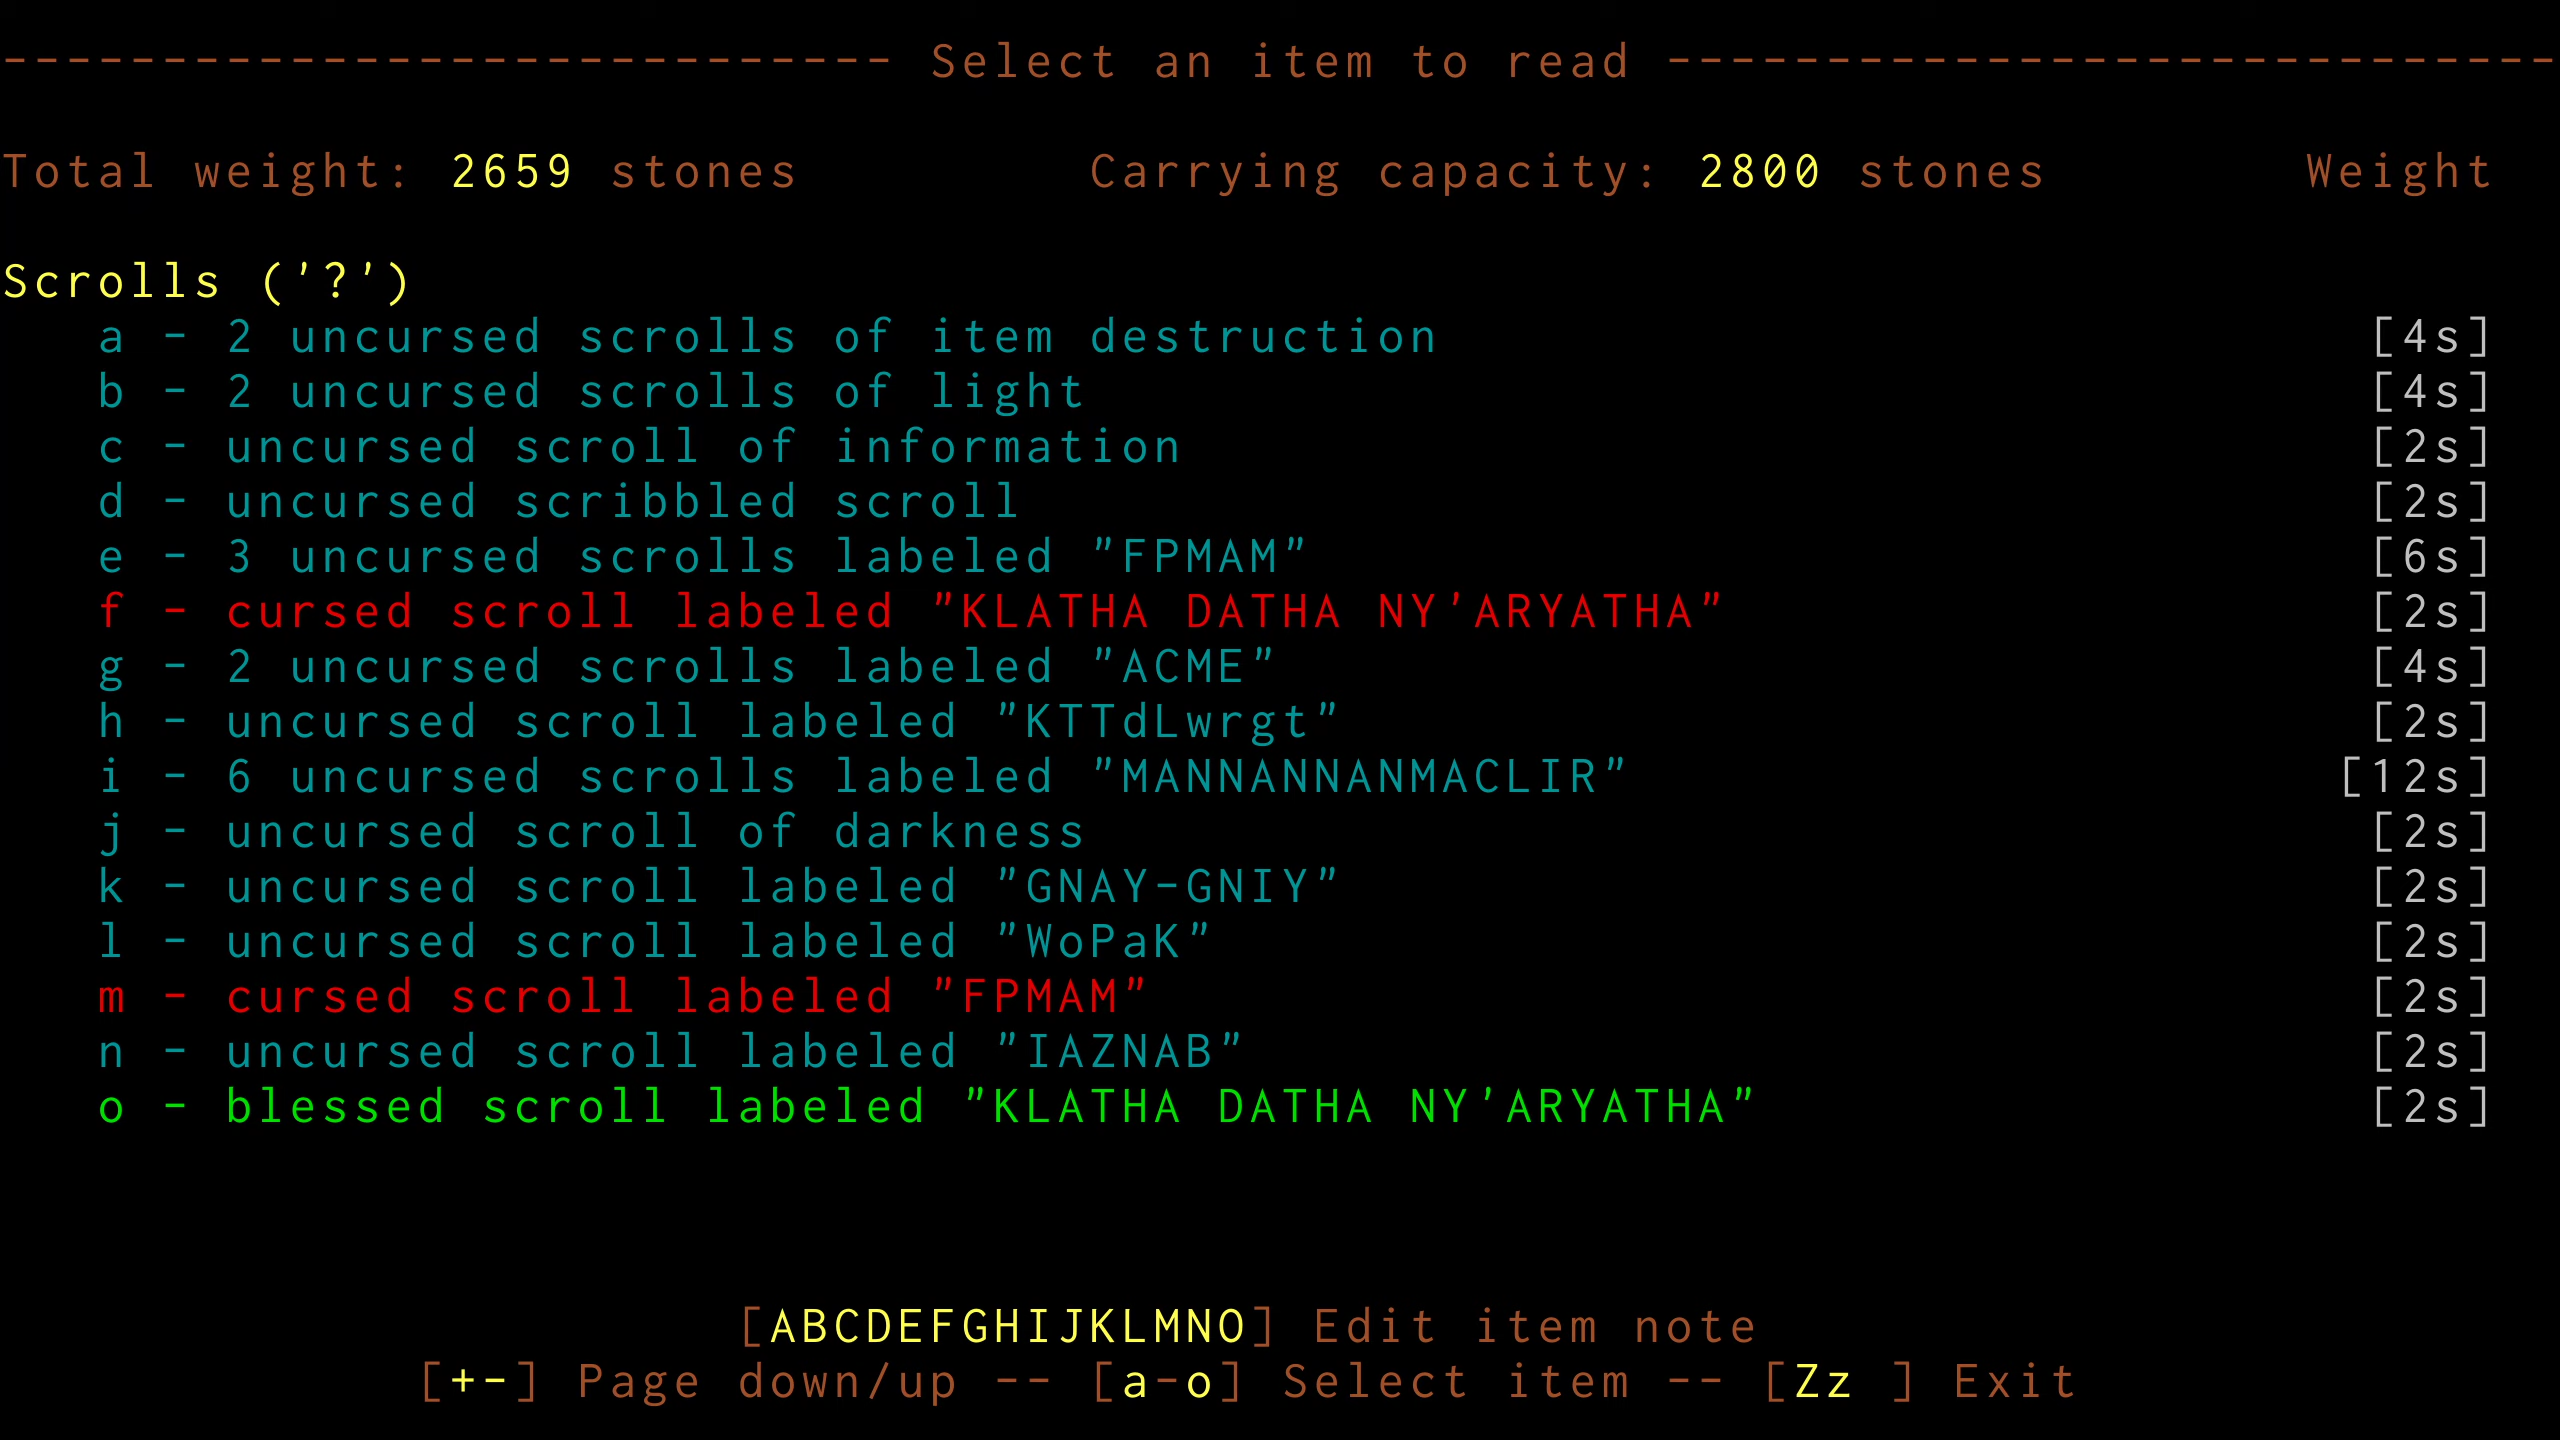 ---------------------------- Select an item to read ----------------------------
Total weight: 2659 stones Carrying capacity: 2800 stones Weight
Scrolls ('?')
a - 2 uncursed scrolls of item destruction [4s]
b - 2 uncursed scrolls of light [4s]
c - uncursed scroll of information [2s]
d - uncursed scribbled scroll [2s]
e - 3 uncursed scrolls labeled "FPMAM" [6s]
f - cursed scroll labeled "KLATHA DATHA NY'ARYATHA" [2s]
g - 2 uncursed scrolls labeled "ACME" [4s]
h - uncursed scroll labeled "KTTdLwrgt" [2s]
i - 6 uncursed scrolls labeled "MANNANNANMACLIR" [12s]
j - uncursed scroll of darkness [2s]
k - uncursed scroll labeled "GNAY-GNIY" [2s]
l - uncursed scroll labeled "WoPaK" [2s]
m - cursed scroll labeled "FPMAM" [2s]
n - uncursed scroll labeled "IAZNAB" [2s]
o - blessed scroll labeled "KLATHA DATHA NY'ARYATHA" [2s]
[ABCDEFGHIJKLMNO] Edit item note
[+-] Page down/up -- [a-o] Select item -- [Zz ] Exit